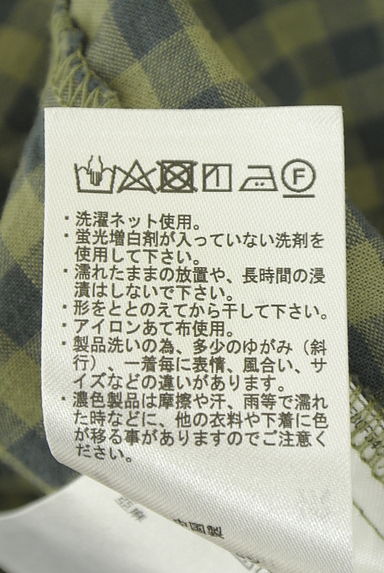 F
・洗濯ネット使用。
・蛍光増白剤が入っていない洗剤を
使用して下さい。
・濡れたままの放置や、長時間の浸
漬はしないで下さい。
・形をととのえてから干して下さい。
・アイロンあて布使用。
・製品洗いの為、多少のゆがみ（斜
行）、一着毎に表情、風合い、サ
イズなどの違いがあります。
・濃色製品は摩擦や汗、雨等で濡れ
た時などに、他の衣料や下着に色
が移る事がありますのでご注意く
ださい。
亜麻
中国製